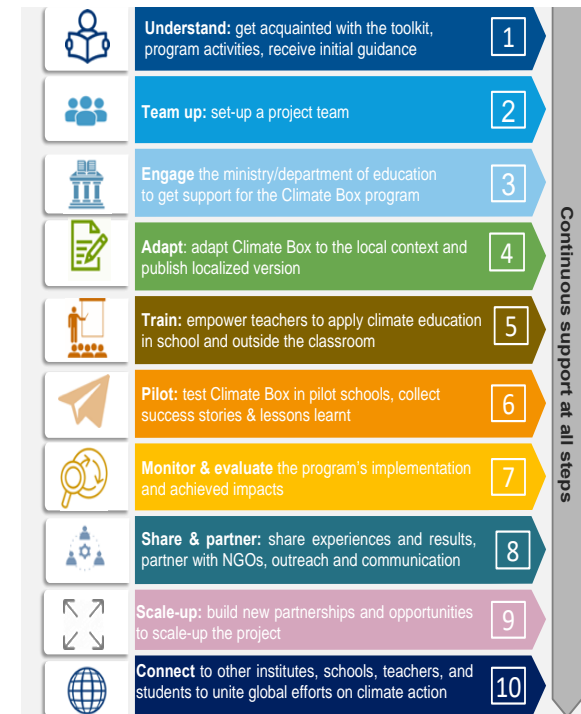 Understand: get acquainted with the toolkit,
program activities, receive initial guidance
1
Team up: set-up a project team
2
Engage the ministry/department of education
to get support for the Climate Box program
3
Adapt: adapt Climate Box to the local context and
publish localized version
4
Train: empower teachers to apply climate education
in school and outside the classroom
5
Pilot: test Climate Box in pilot schools, collect
success stories & lessons learnt
6
Monitor & evaluate the program's implementation
and achieved impacts
7
Share & partner: share experiences and results,
partner with NGOs, outreach and communication
8
Scale-up: build new partnerships and opportunities
to scale-up the project
9
Connect to other institutes, schools, teachers, and
students to unite global efforts on climate action
10
Continuous support at all steps